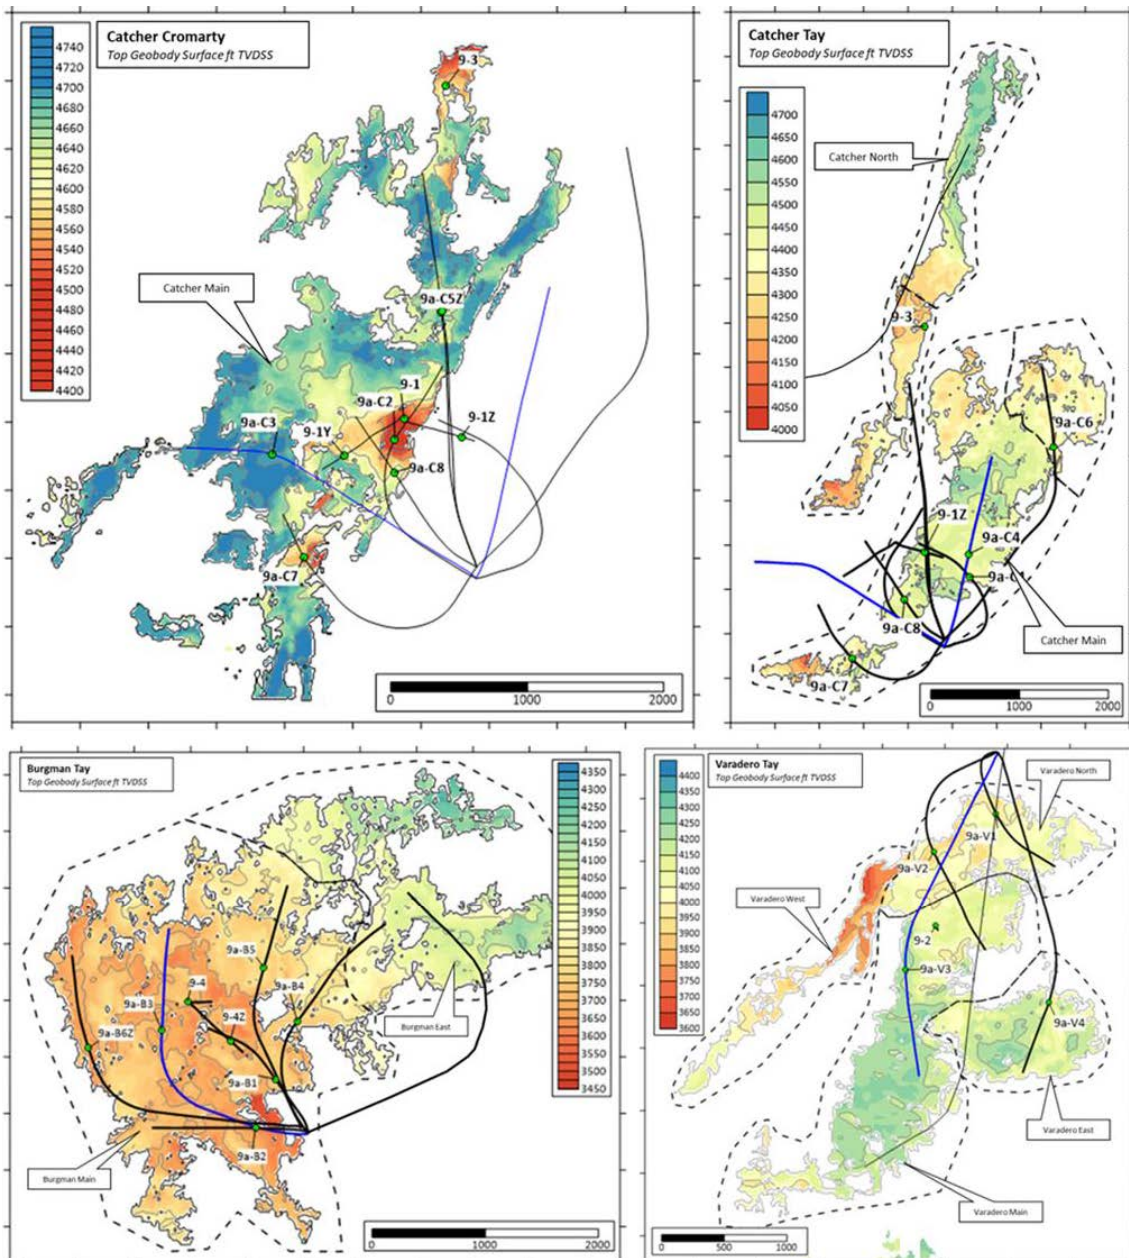 Catcher Cromarty
Top Geobody Surface ft TVDSS
4740
4720
4700
4680
4660
4640
4620
4600
4580
4560
4540
4520
4500
4480
4460
4440
4420
4400
9-3
Catcher Main
9a-C5Z
9-1
9a-C2
9a-C3
9-1Y
9-1Z
9a-C8
9a-C7
0
1000
2000
Catcher Tay
Top Geobody Surface ft TVDSS
4700
4650
4600
4550
4500
4450
4400
4350
4300
4250
4200
4150
4100
4050
4000
Catcher North
9-3
9a-C6
9-1Z
9a-C4
9a-C
9a-C8
Catcher Main
9a-C7
0
1000
2000
Burgman Tay
Top Geobody Surface ft TVDSS
4350
4300
4250
4200
4150
4100
4050
4000
3950
3900
3850
3800
3750
3700
3650
3600
3550
3500
3450
9a-B5
9-4
9a-B4
9a-B3
9-4Z
Burgman East
9a-B6Z
9a-B1
9a-B2
Burgman Main
0
1000
2000
Varadero Tay
Top Geobody Surface ft TVDSS
4400
4350
4300
4250
4200
4150
4100
4050
4000
3950
3900
3850
3800
3750
3700
3650
3600
Varadero North
9a-V1
9a-V2
Varadero West
9-2
9a-V3
9a-V4
Varadero East
Varadero Main
0
500
1000